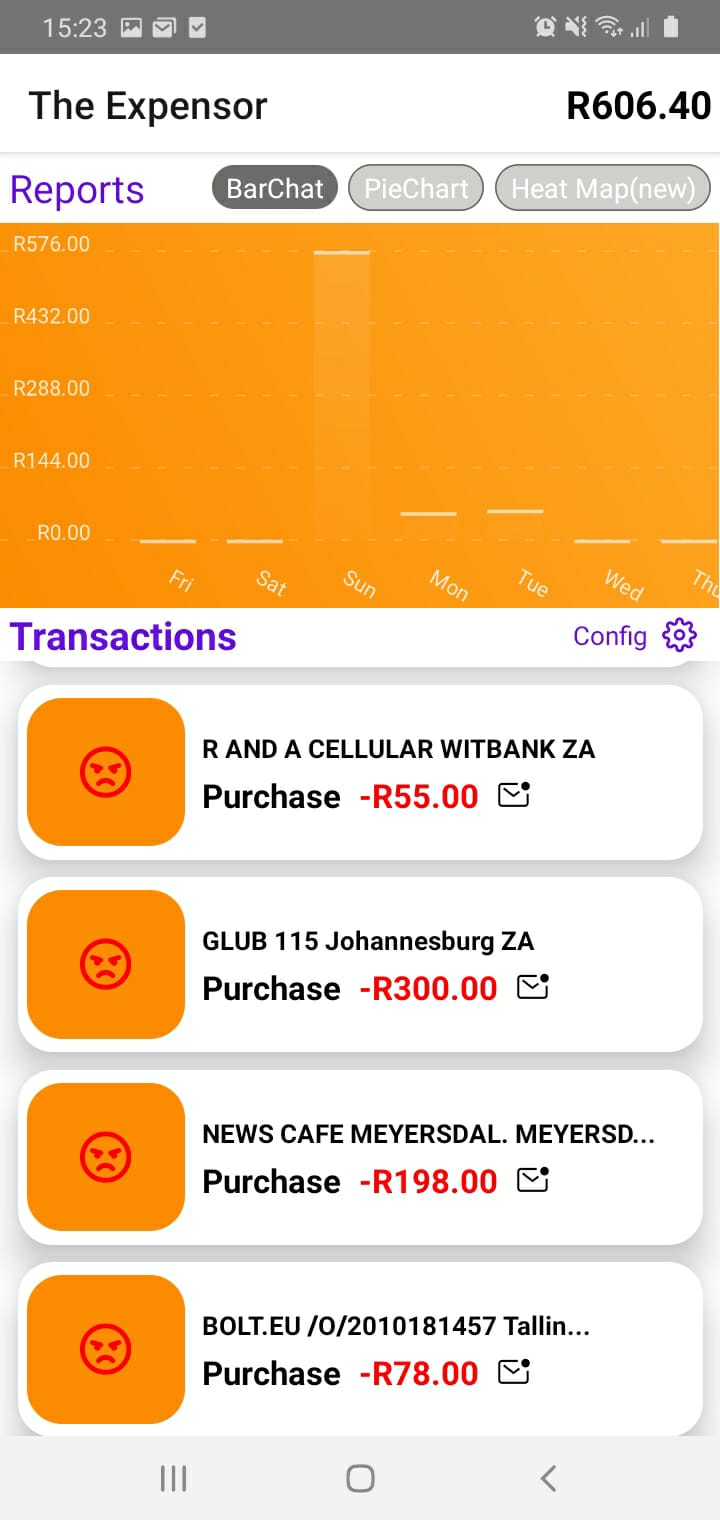 15:23
The Expensor
R606.40
Reports
BarChat
PieChart
Heat Map(new)
R576.00
R432.00
R288.00
R144.00
R0.00
Fri
Sat
Sun
Mon
Tue
Wed
Thu
Transactions
Config
R AND A CELLULAR WITBANK ZA
Purchase -R55.00
GLUB 115 Johannesburg ZA
Purchase -R300.00
NEWS CAFE MEYERSDAL. MEYERSD...
Purchase -R198.00
BOLT.EU /O/2010181457 Tallin...
Purchase -R78.00